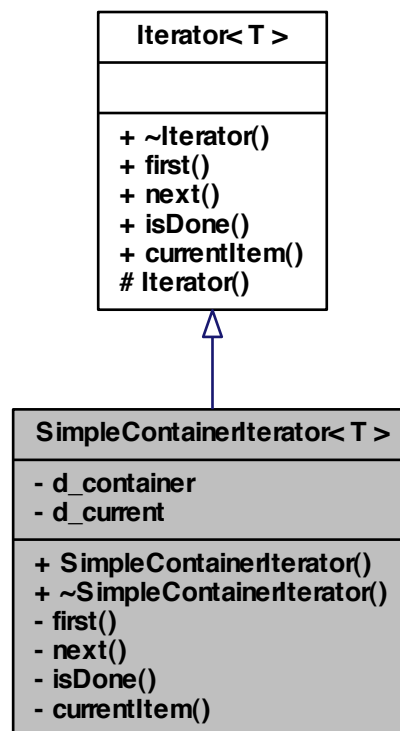 Iterator< T >
+ ~Iterator()
+ first()
+ next()
+ isDone()
+ currentItem()
# Iterator()
SimpleContainerIterator< T >
- d_container
- d_current
+ SimpleContainerIterator()
+ ~SimpleContainerIterator()
- first()
- next()
- isDone()
- currentItem()